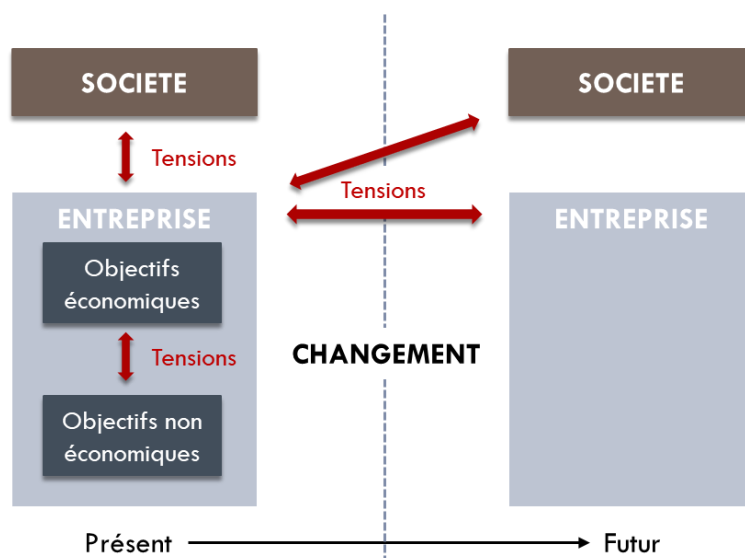 SOCIETE
SOCIETE
Tensions
Tensions
ENTREPRISE
ENTREPRISE
Objectifs
économiques
Tensions
CHANGEMENT
Objectifs non
économiques
Présent
Futur